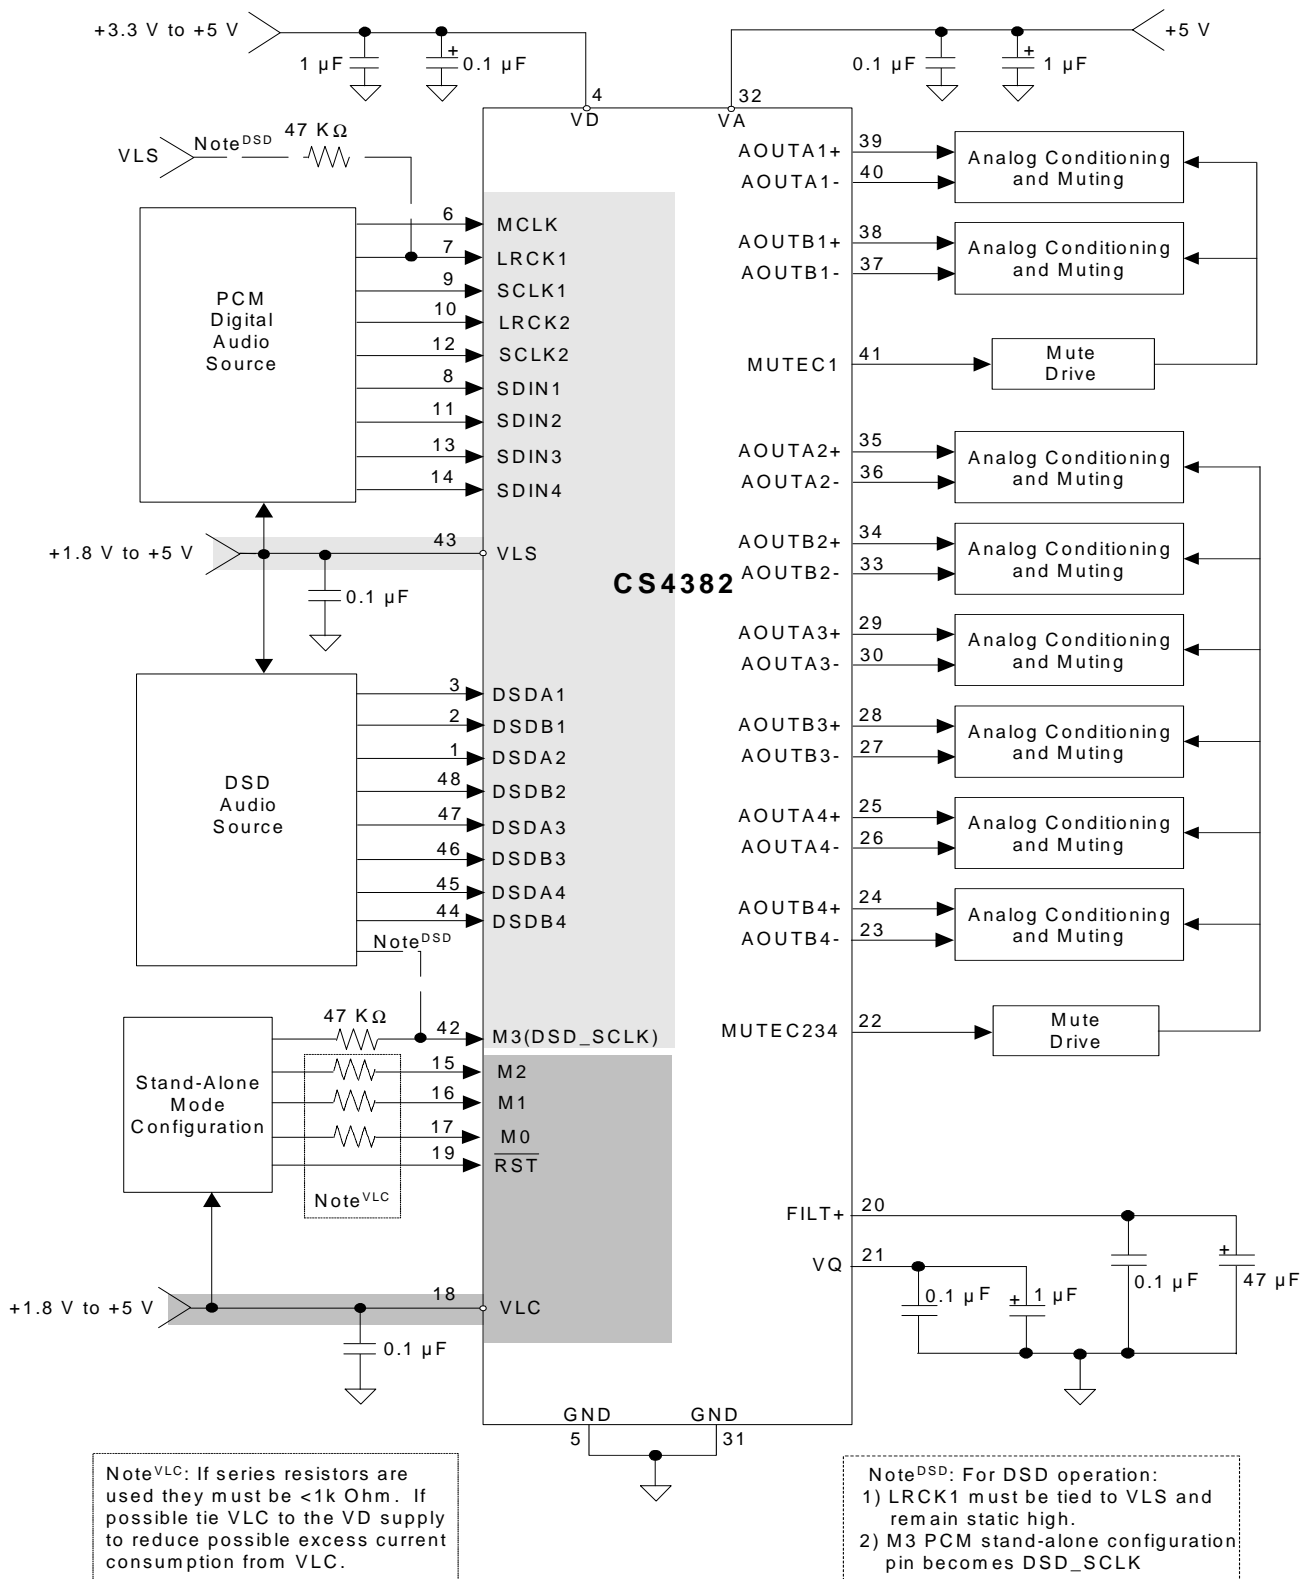 +3.3 V to +5 V
1 µF
+
0.1 µF
0.1 µF
+
1 µF
+5 V
4
VD
32
VA
VLS
Note^DSD
47 KΩ
PCM
Digital
Audio
Source
6
MCLK
7
LRCK1
9
SCLK1
10
LRCK2
12
SCLK2
8
SDIN1
11
SDIN2
13
SDIN3
14
SDIN4
+1.8 V to +5 V
43
VLS
0.1 µF
CS4382
DSD
Audio
Source
3
DSDA1
2
DSDB1
1
DSDA2
48
DSDB2
47
DSDA3
46
DSDB3
45
DSDA4
44
DSDB4
Note^DSD
Stand-Alone
Mode
Configuration
47 KΩ
42
M3(DSD_SCLK)
15
M2
16
M1
17
M0
19
RST
Note^VLC
+1.8 V to +5 V
18
VLC
0.1 µF
AOUTA1+
39
AOUTA1-
40
Analog Conditioning
and Muting
AOUTB1+
38
AOUTB1-
37
Analog Conditioning
and Muting
MUTEC1
41
Mute
Drive
AOUTA2+
35
AOUTA2-
36
Analog Conditioning
and Muting
AOUTB2+
34
AOUTB2-
33
Analog Conditioning
and Muting
AOUTA3+
29
AOUTA3-
30
Analog Conditioning
and Muting
AOUTB3+
28
AOUTB3-
27
Analog Conditioning
and Muting
AOUTA4+
25
AOUTA4-
26
Analog Conditioning
and Muting
AOUTB4+
24
AOUTB4-
23
Analog Conditioning
and Muting
MUTEC234
22
Mute
Drive
FILT+
20
VQ
21
0.1 µF
+
1 µF
0.1 µF
+
47 µF
GND
5
GND
31
Note^VLC: If series resistors are
used they must be <1k Ohm. If
possible tie VLC to the VD supply
to reduce possible excess current
consumption from VLC.
Note^DSD: For DSD operation:
1) LRCK1 must be tied to VLS and
remain static high.
2) M3 PCM stand-alone configuration
pin becomes DSD_SCLK